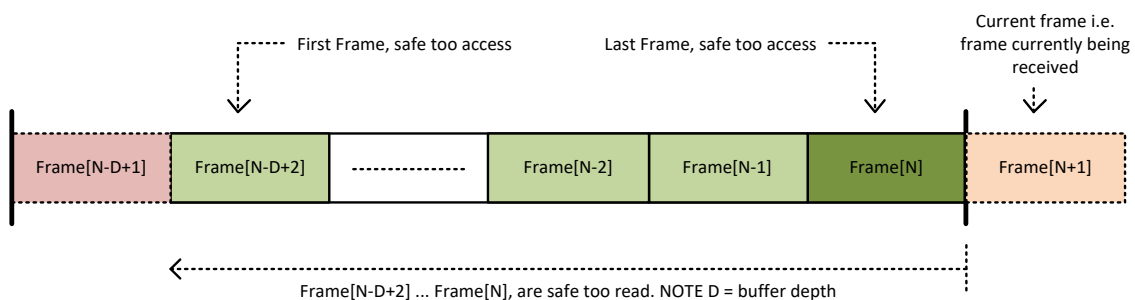 First Frame, safe too access
Last Frame, safe too access
Current frame i.e.
frame currently being
received
Frame[N-D+1]
Frame[N-D+2]
Frame[N-2]
Frame[N-1]
Frame[N]
Frame[N+1]
Frame[N-D+2] ... Frame[N], are safe too read. NOTE D = buffer depth